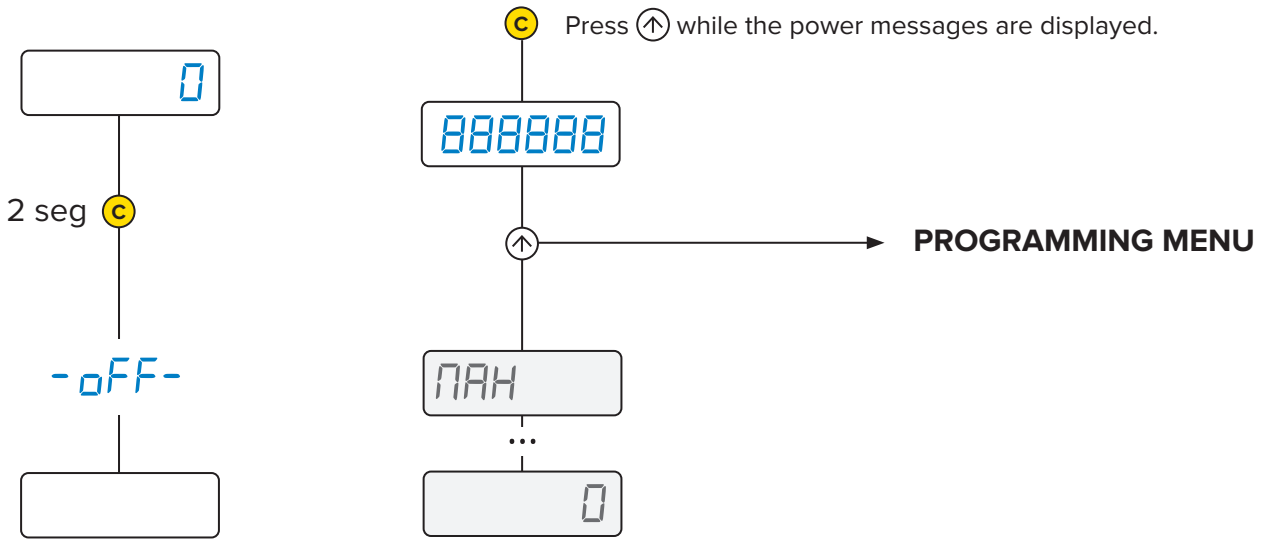 0
2 seg C
-oFF-
C Press ↑ while the power messages are displayed.
888888
↑ PROGRAMMING MENU
MAH
...
0